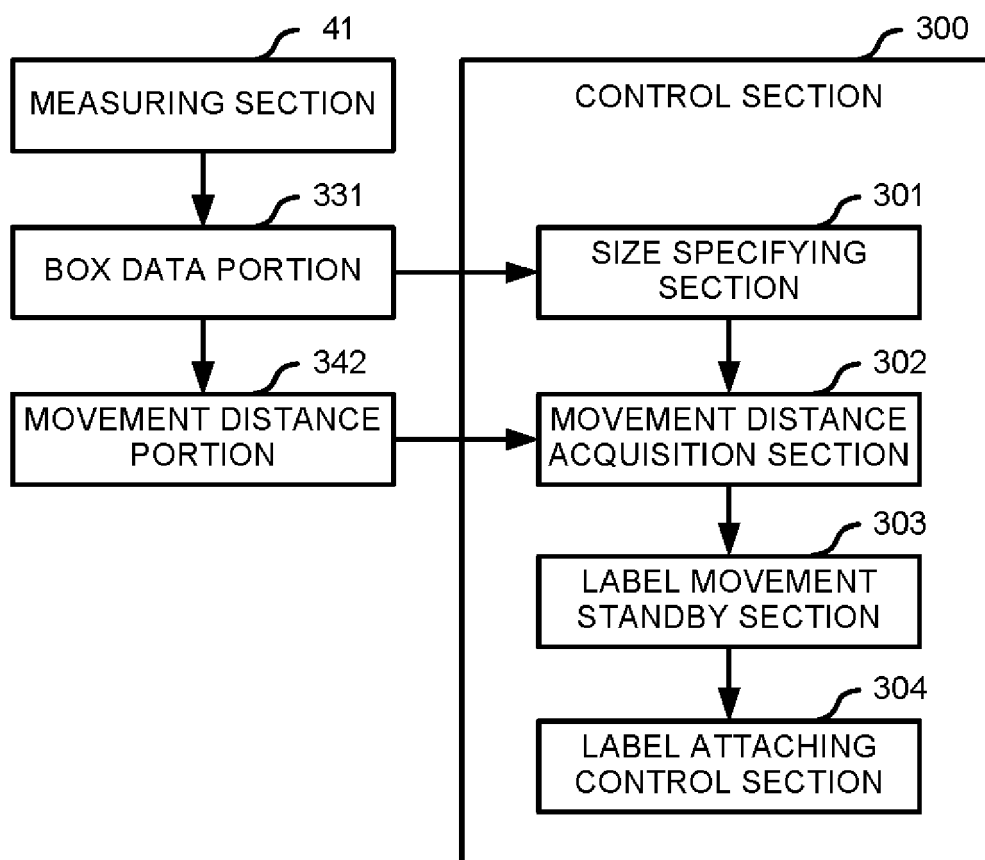 41
MEASURING SECTION
331
BOX DATA PORTION
342
MOVEMENT DISTANCE
PORTION
300
CONTROL SECTION
301
SIZE SPECIFYING
SECTION
302
MOVEMENT DISTANCE
ACQUISITION SECTION
303
LABEL MOVEMENT
STANDBY SECTION
304
LABEL ATTACHING
CONTROL SECTION